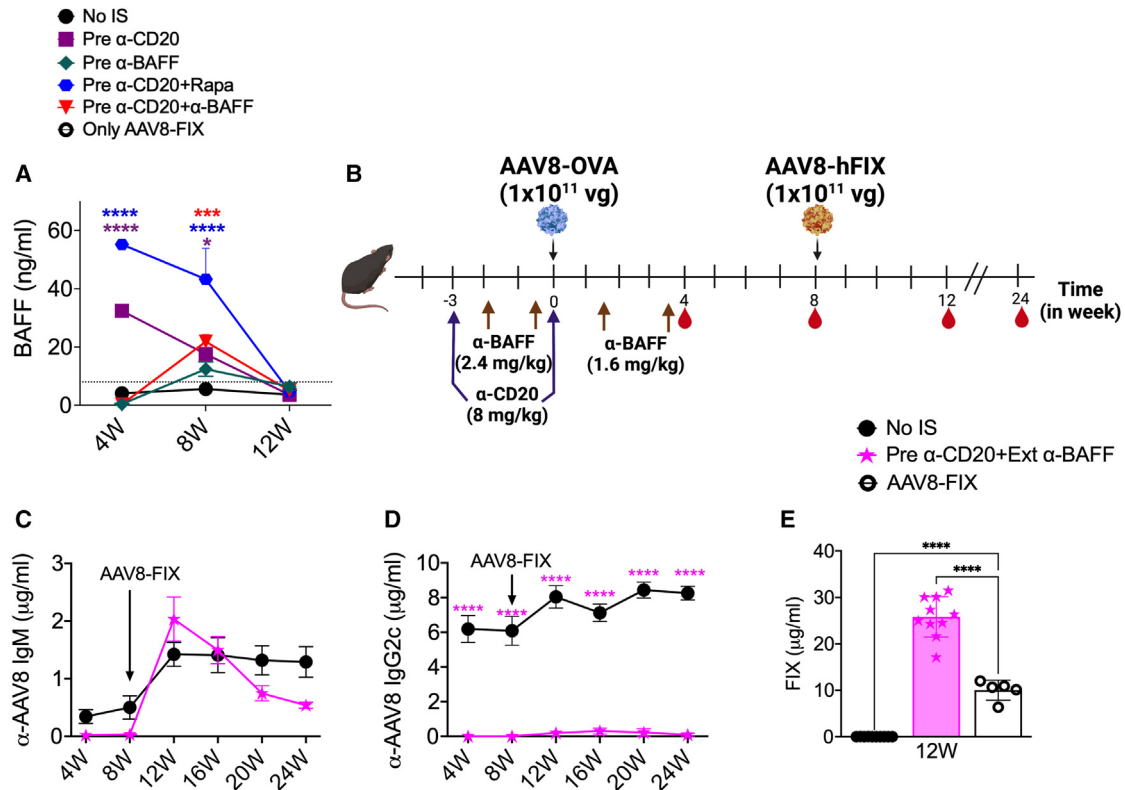 No IS
Pre α-CD20
Pre α-BAFF
Pre α-CD20+Rapa
Pre α-CD20+α-BAFF
Only AAV8-FIX
A
BAFF (ng/ml)
60
40
20
0
****
****
***
****
*
4W
8W
12W
B
AAV8-OVA
(1x10¹¹ vg)
AAV8-hFIX
(1x10¹¹ vg)
-3
0
4
8
12
24
Time
(in week)
α-BAFF
(2.4 mg/kg)
α-BAFF
(1.6 mg/kg)
α-CD20
(8 mg/kg)
No IS
Pre α-CD20+Ext α-BAFF
AAV8-FIX
C
α-AAV8 IgM (μg/ml)
3
2
1
0
AAV8-FIX
4W
8W
12W
16W
20W
24W
D
α-AAV8 IgG2c (μg/ml)
10
8
6
4
2
0
AAV8-FIX
****
****
****
****
****
****
4W
8W
12W
16W
20W
24W
E
FIX (μg/ml)
40
30
20
10
0
****
****
12W